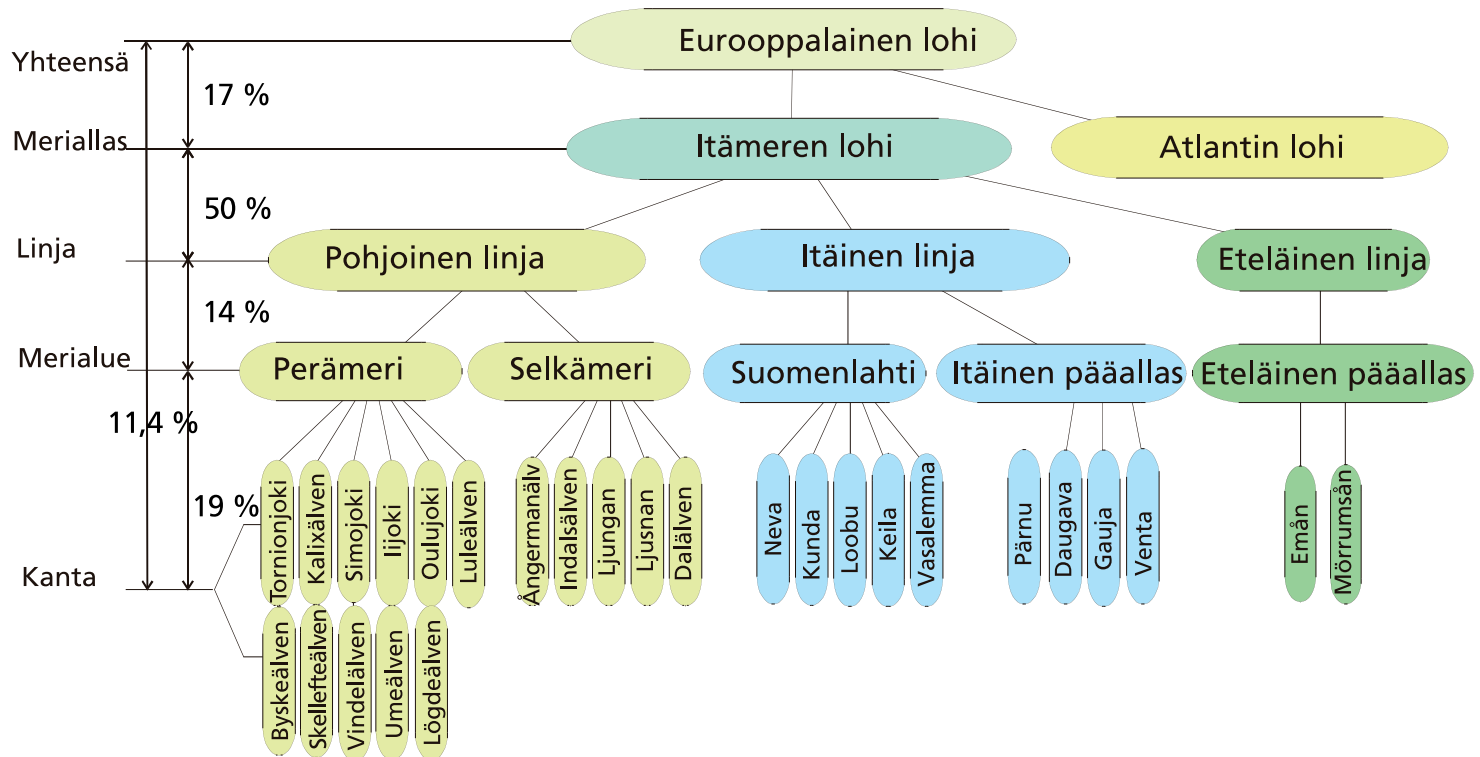 Yhteensä
Eurooppalainen lohi
17 %
Meriallas
Itämeren lohi
Atlantin lohi
50 %
Linja
Pohjoinen linja
Itäinen linja
Eteläinen linja
14 %
Merialue
Perämeri
Selkämeri
Suomenlahti
Itäinen pääallas
Eteläinen pääallas
11,4 %
19 %
Kanta
Tornionjoki
Kalixälven
Simojoki
Iijoki
Oulujoki
Luleälven
Ångermanälv
Indalsälven
Ljungan
Ljusnan
Dalälven
Neva
Kunda
Loobu
Keila
Vasalemma
Pärnu
Daugava
Gauja
Venta
Emån
Mörrumsån
Byskeälven
Skellefteälven
Vindelälven
Umeälven
Lögdeälven